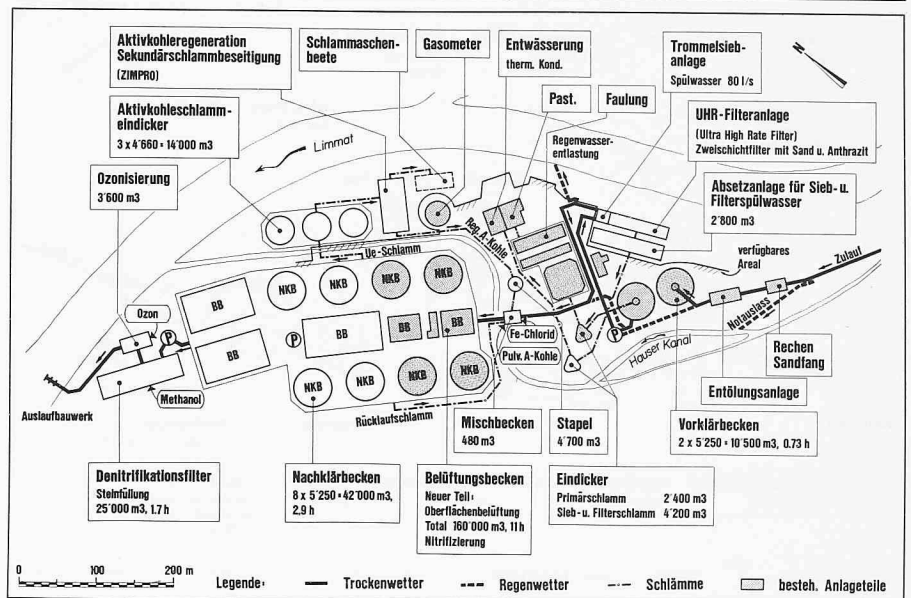 Aktivkohleregeneration
Sekundärschlammbeseitigung
(ZIMPRO)
Schlammaschen-
beete
Gasometer
Entwässerung
therm. Kond.
Trommelsieb-
anlage
Spülwasser 80 l/s
N
Aktivkohleschlamm-
eindicker
3 x 4'660 = 14'000 m3
Past.
Faulung
UHR-Filteranlage
(Ultra High Rate Filter)
Zweischichtfilter mit Sand u. Anthrazit
Limmat
Regenwasser-
entlastung
Ozonisierung
3'600 m3
Absetzanlage für Sieb- u.
Filterspülwasser
2'800 m3
Reg. A-Kohle
Ue-Schlamm
verfügbares
Areal
Zulauf
BB
NKB
NKB
NKB
NKB
Ozon
P
BB
P
BB
BB
BB
Fe-Chlorid
Pulv. A-Kohle
P
Hauser Kanal
Notauslass
Rechen
Sandfang
Methanol
NKB
NKB
NKB
NKB
Auslaufbauwerk
Rücklaufschlamm
Entölungsanlage
Mischbecken
480 m3
Stapel
4'700 m3
Vorklärbecken
2 x 5'250 = 10'500 m3, 0.73 h
Denitrifikationsfilter
Steinfüllung
25'000 m3, 1.7 h
Nachklärbecken
8 x 5'250 = 42'000 m3,
2,9 h
Belüftungsbecken
Neuer Teil:
Oberflächenbelüftung
Total 160'000 m3, 11 h
Nitrifizierung
Eindicker
Primärschlamm 2'400 m3
Sieb- u. Filterschlamm 4'200 m3
0 100 200 m
Legende: Trockenwetter Regenwetter Schlämme besteh. Anlageteile